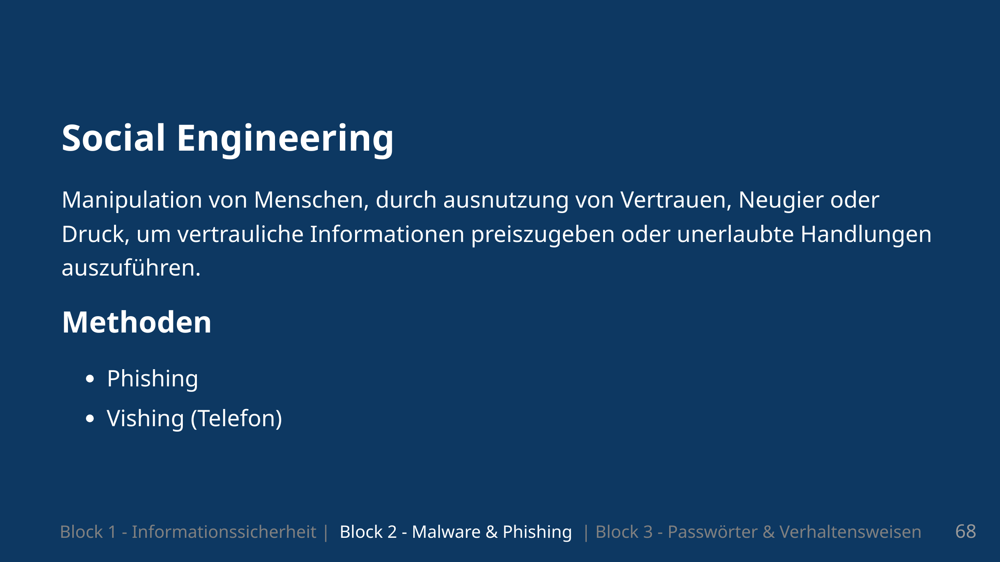 Social Engineering
Manipulation von Menschen, durch ausnutzung von Vertrauen, Neugier oder
Druck, um vertrauliche Informationen preiszugeben oder unerlaubte Handlungen
auszuführen.
Methoden
• Phishing
• Vishing (Telefon)
Block 1 - Informationssicherheit | Block 2 - Malware & Phishing | Block 3 - Passwörter & Verhaltensweisen 68